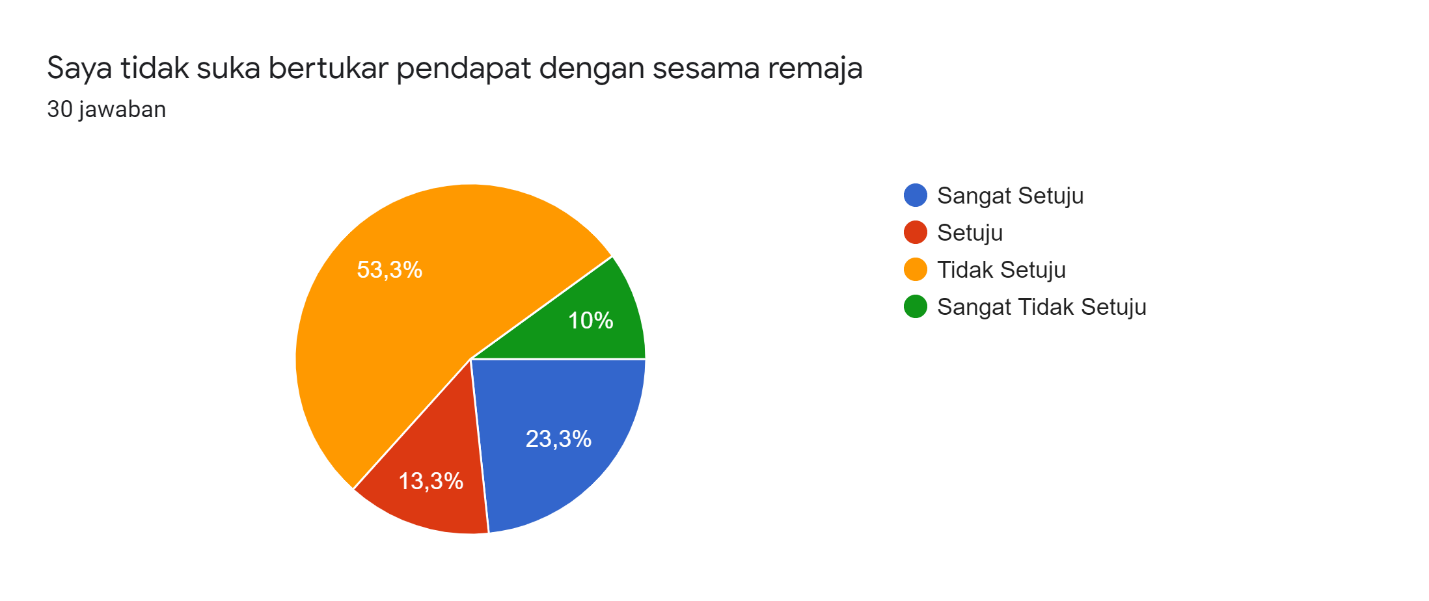 Saya tidak suka bertukar pendapat dengan sesama remaja
30 jawaban
Sangat Setuju
Setuju
Tidak Setuju
Sangat Tidak Setuju
53,3%
10%
23,3%
13,3%